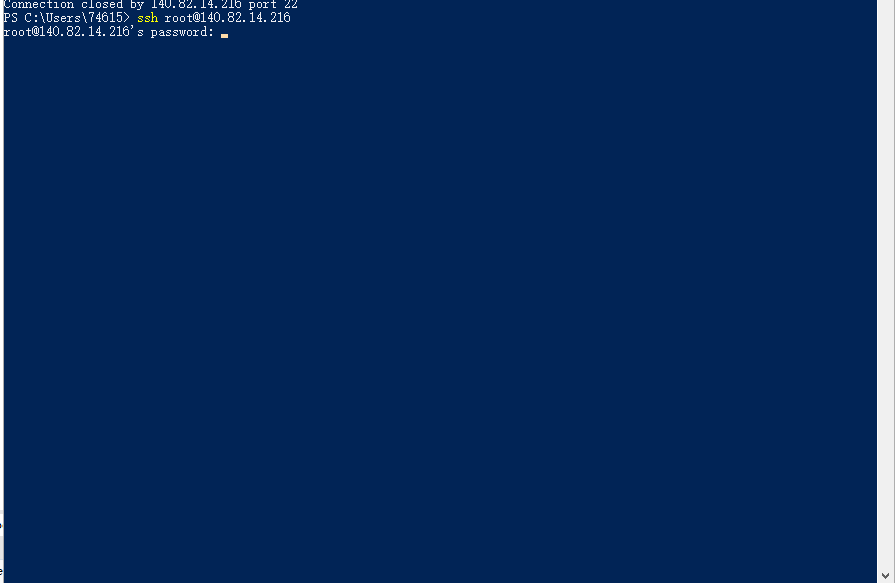 Connection closed by 140.82.14.216 port 22
PS C:\Users\74615> ssh root@140.82.14.216
root@140.82.14.216's password: